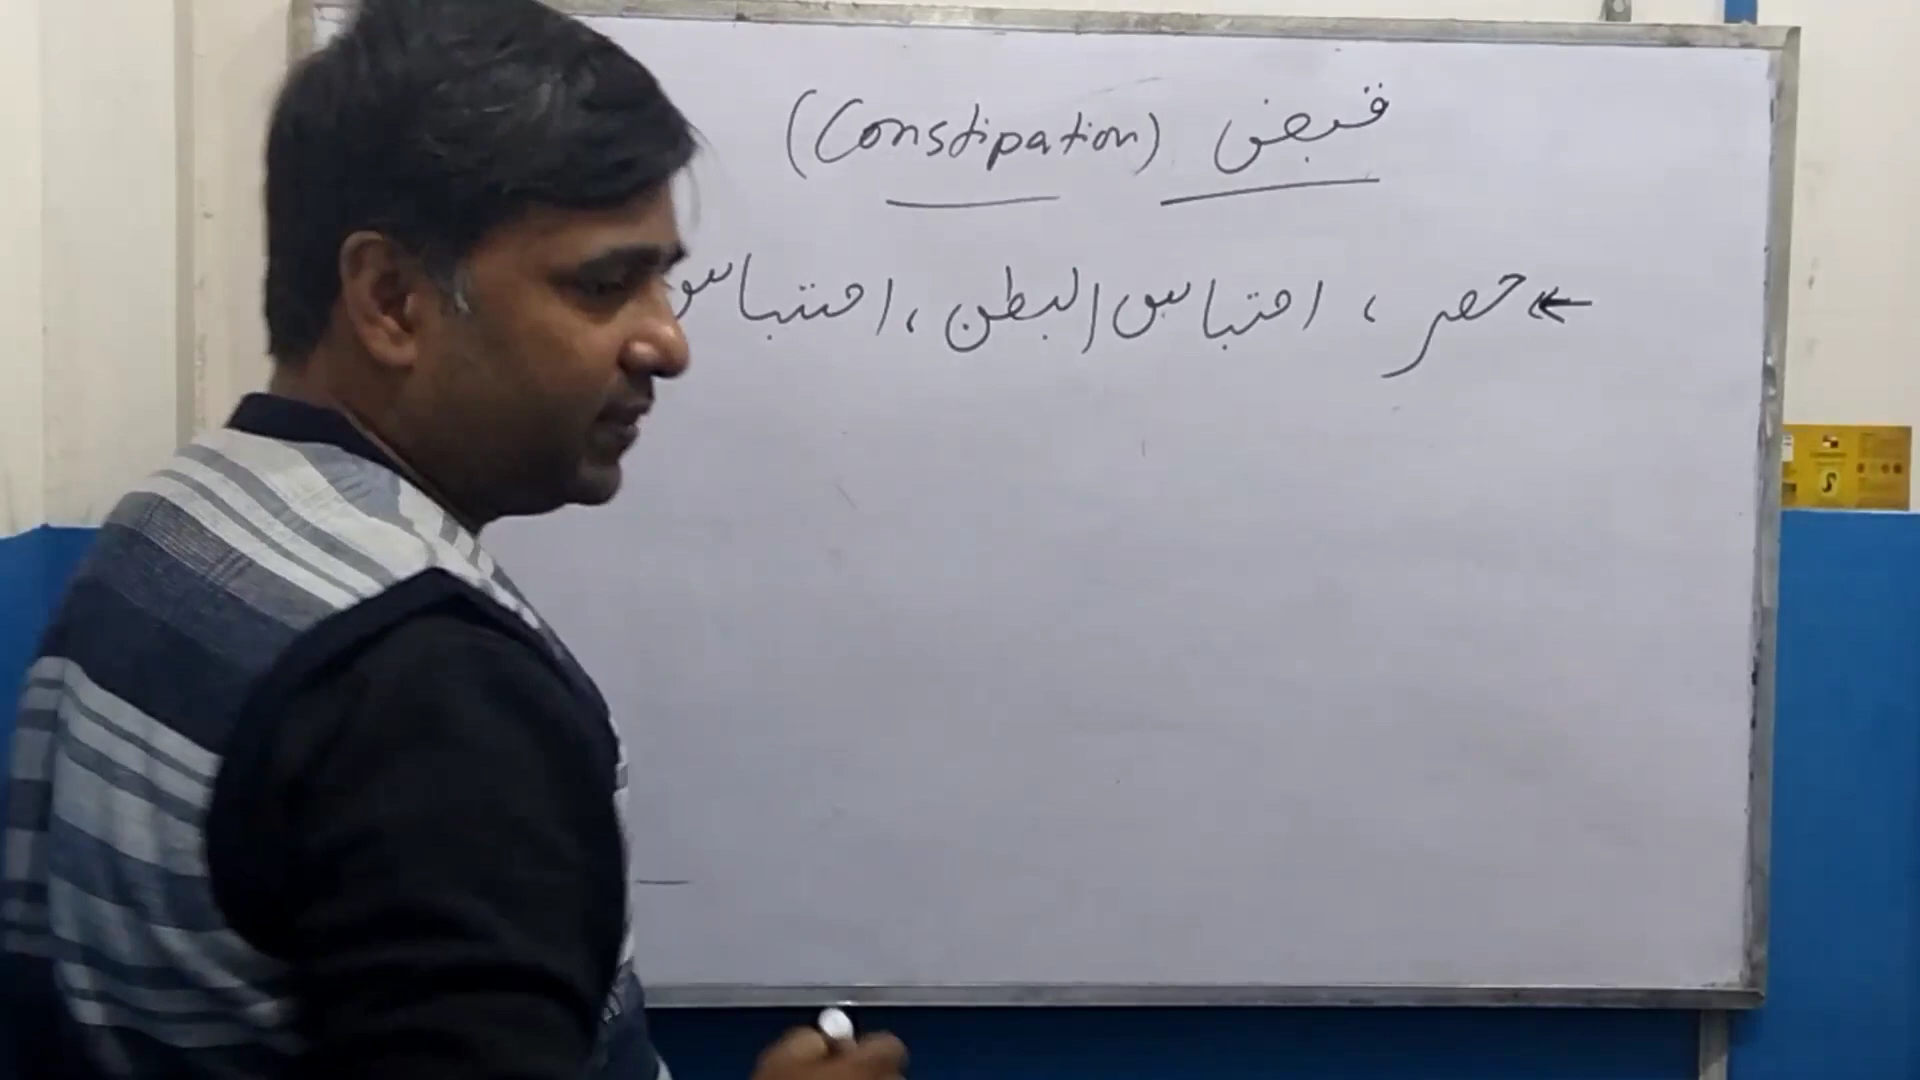 قبض (Constipation)
← حصر ، احتباس البطن ، احتباس